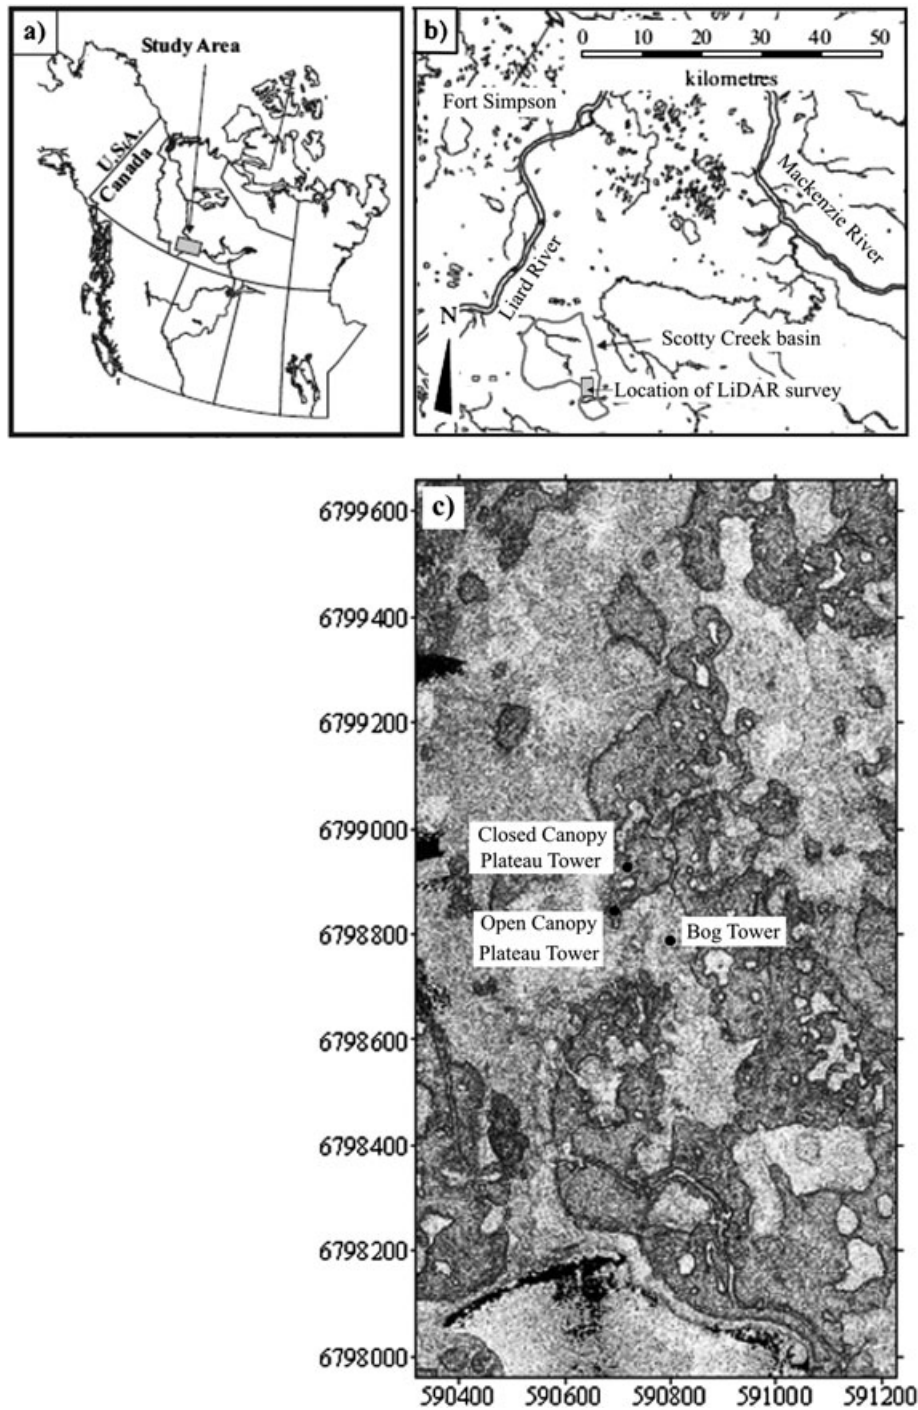 a)
Study Area
U.S.A.
Canada
b)
0 10 20 30 40 50
kilometres
Fort Simpson
Mackenzie River
Liard River
N
Scotty Creek basin
Location of LiDAR survey
c)
6799600
6799400
6799200
6799000
6798800
6798600
6798400
6798200
6798000
Closed Canopy
Plateau Tower
Open Canopy
Plateau Tower
Bog Tower
590400 590600 590800 591000 591200